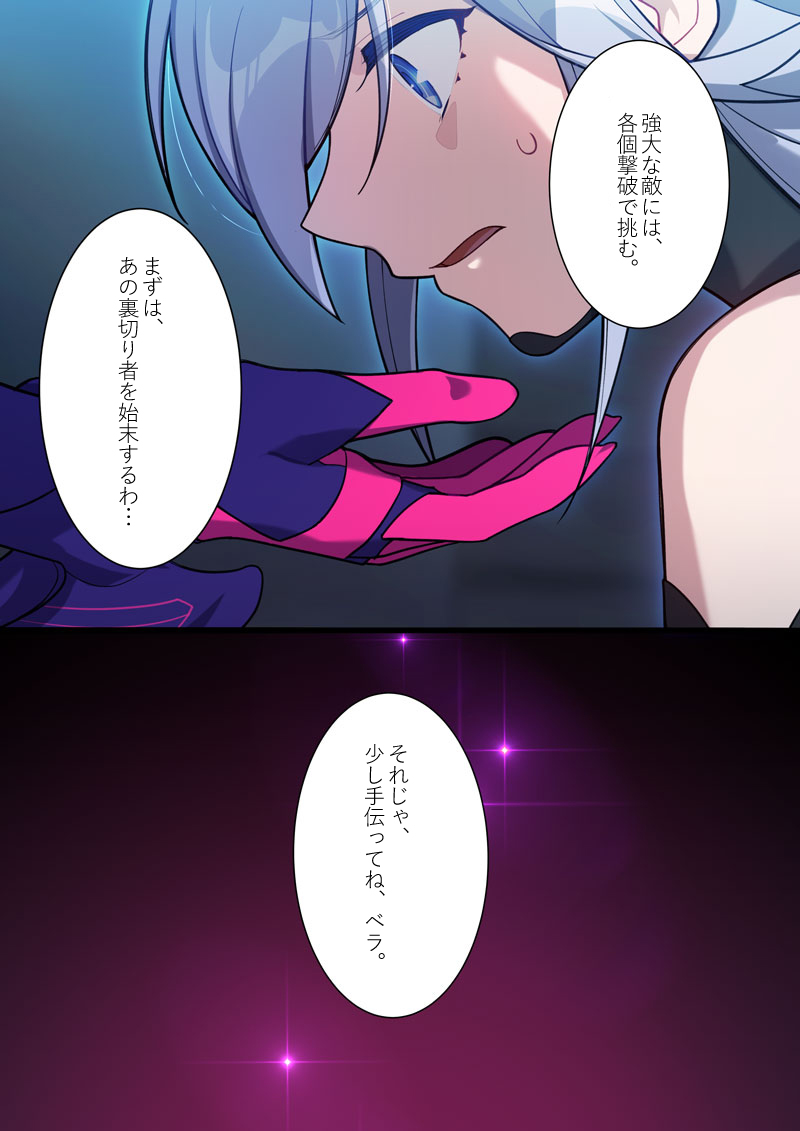 強大な敵には、
各個撃破で挑む。
まずは、
あの裏切り者を始末するわ…
それじゃ、
少し手伝ってね、ベラ。